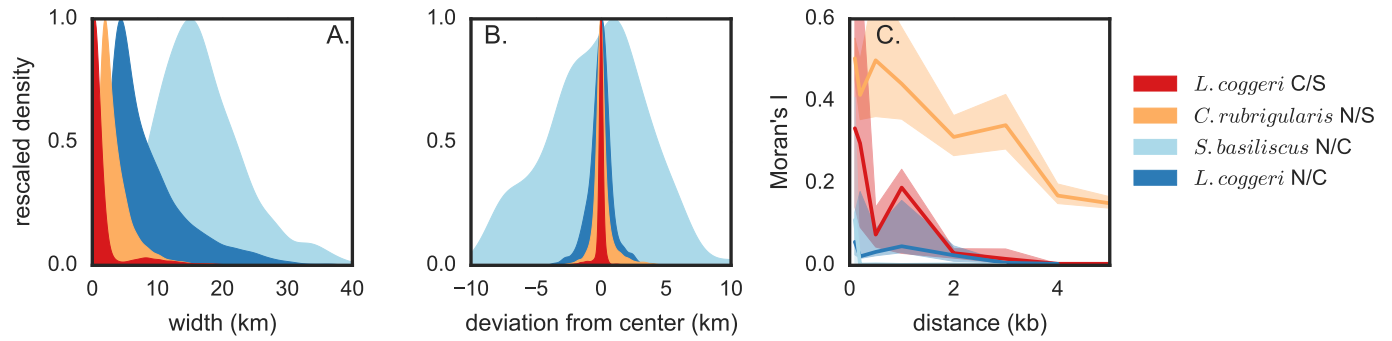 A.
1.0
0.5
0.0
rescaled density
0 10 20 30 40
width (km)
B.
1.0
0.5
0.0
−10 −5 0 5 10
deviation from center (km)
C.
0.6
0.4
0.2
0.0
Moran's I
0 2 4
distance (kb)
L. coggeri C/S
C. rubrigularis N/S
S. basiliscus N/C
L. coggeri N/C